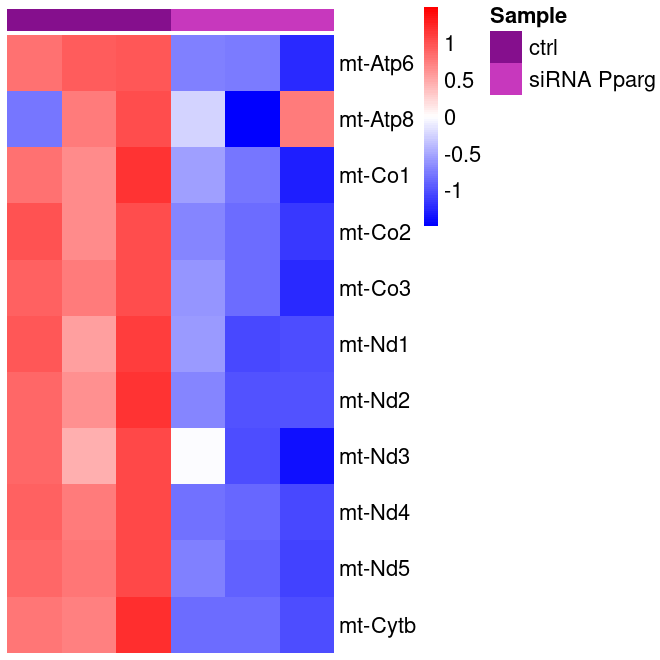 Sample
ctrl
siRNA Pparg
1
0.5
0
-0.5
-1
mt-Atp6
mt-Atp8
mt-Co1
mt-Co2
mt-Co3
mt-Nd1
mt-Nd2
mt-Nd3
mt-Nd4
mt-Nd5
mt-Cytb